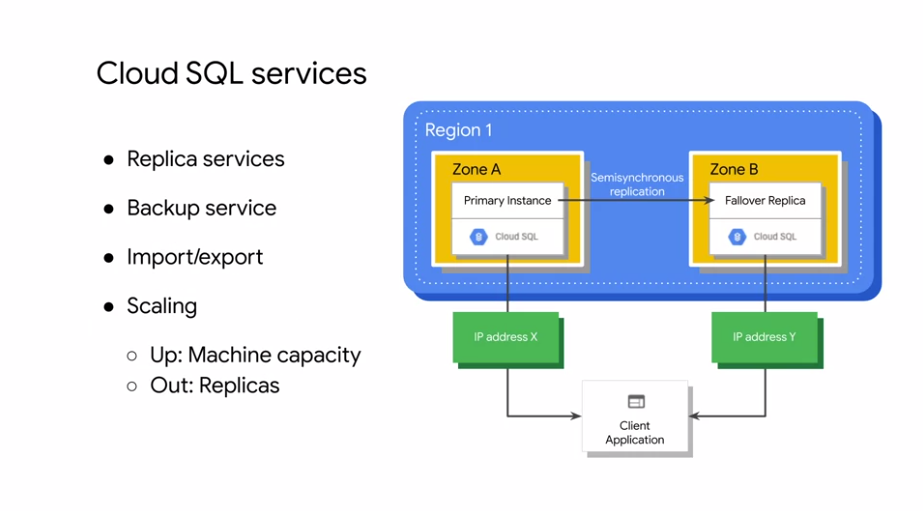 Cloud SQL services
● Replica services
● Backup service
● Import/export
● Scaling
○ Up: Machine capacity
○ Out: Replicas
Region 1
Zone A
Primary Instance
Cloud SQL
Semisynchronous
replication
Zone B
Fallover Replica
Cloud SQL
IP address X
IP address Y
Client
Application